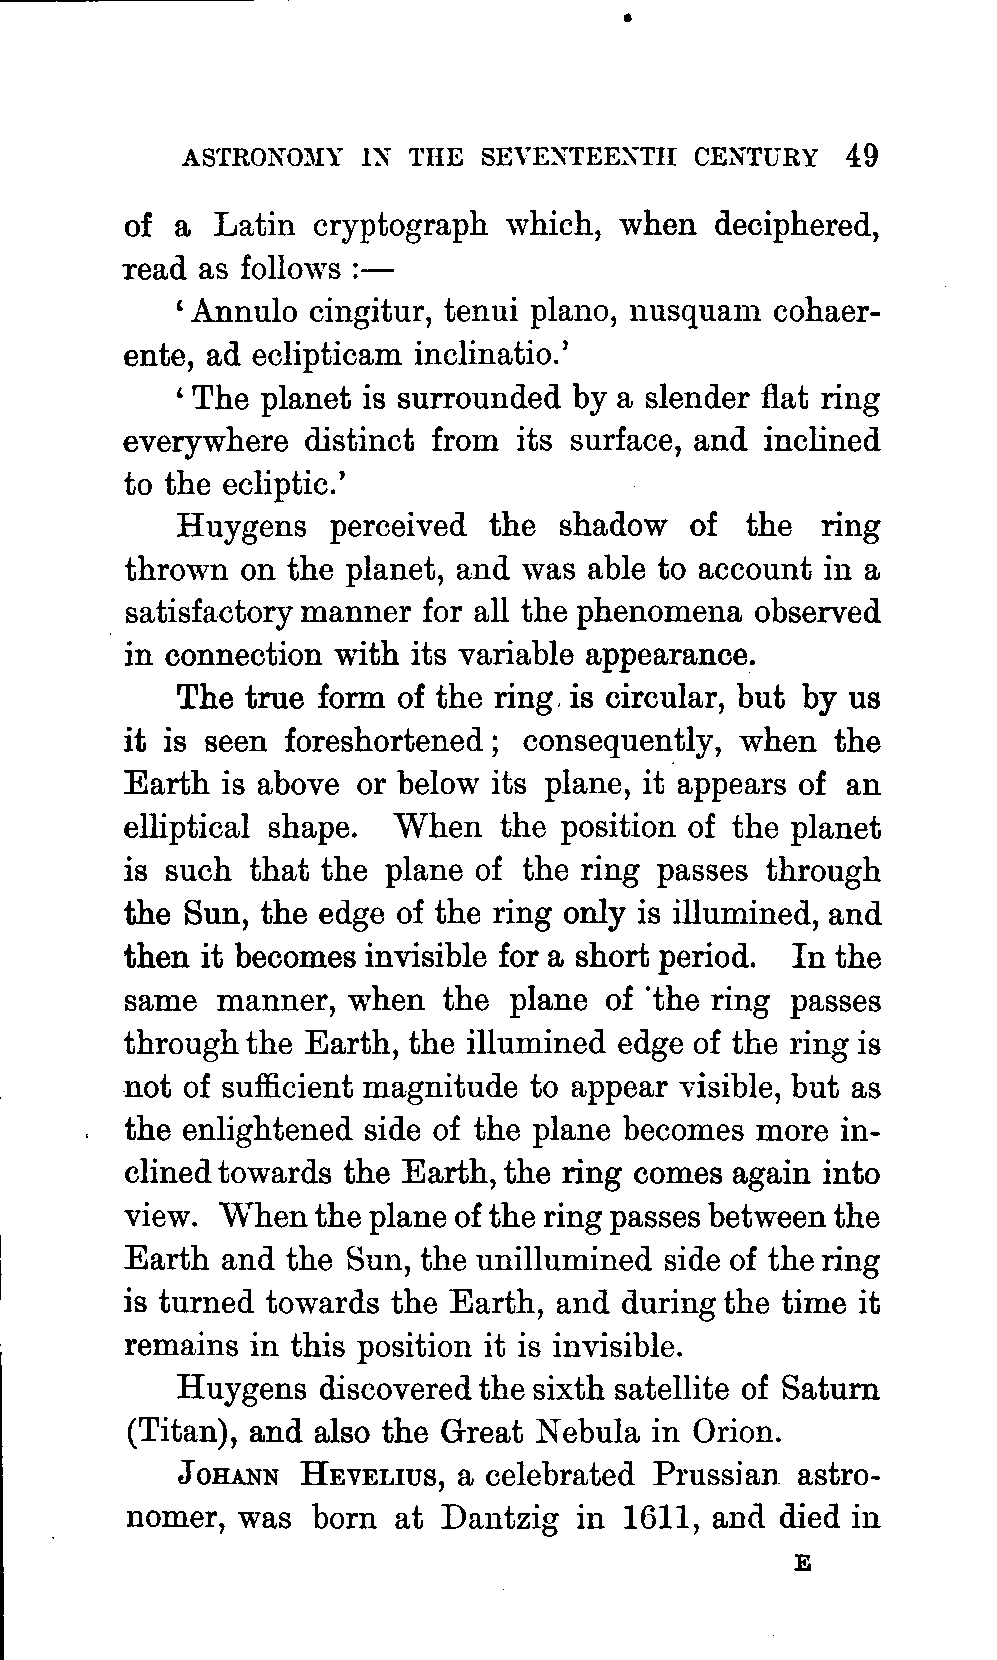 ASTRONOMY IN THE SEVENTEENTH CENTURY 49
of a Latin cryptograph which, when deciphered,
read as follows :—
‘ Annulo cingitur, tenui plano, nusquam cohaer-
ente, ad eclipticam inclinatio.’
‘ The planet is surrounded by a slender flat ring
everywhere distinct from its surface, and inclined
to the ecliptic.’
Huygens perceived the shadow of the ring
thrown on the planet, and was able to account in a
satisfactory manner for all the phenomena observed
in connection with its variable appearance.
The true form of the ring is circular, but by us
it is seen foreshortened ; consequently, when the
Earth is above or below its plane, it appears of an
elliptical shape. When the position of the planet
is such that the plane of the ring passes through
the Sun, the edge of the ring only is illumined, and
then it becomes invisible for a short period. In the
same manner, when the plane of the ring passes
through the Earth, the illumined edge of the ring is
not of sufficient magnitude to appear visible, but as
the enlightened side of the plane becomes more in-
clined towards the Earth, the ring comes again into
view. When the plane of the ring passes between the
Earth and the Sun, the unillumined side of the ring
is turned towards the Earth, and during the time it
remains in this position it is invisible.
Huygens discovered the sixth satellite of Saturn
(Titan), and also the Great Nebula in Orion.
JOHANN HEVELIUS, a celebrated Prussian astro-
nomer, was born at Dantzig in 1611, and died in
E